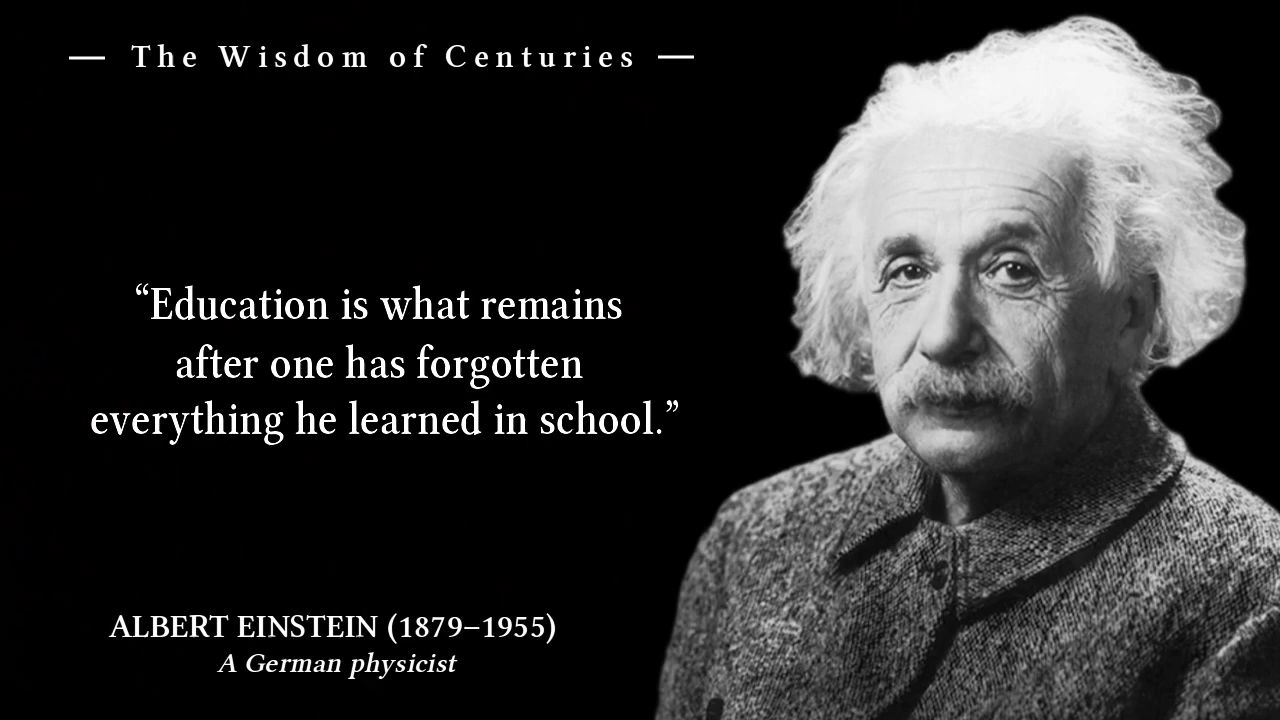 — The Wisdom of Centuries —
“Education is what remains
after one has forgotten
everything he learned in school.”
ALBERT EINSTEIN (1879–1955)
A German physicist